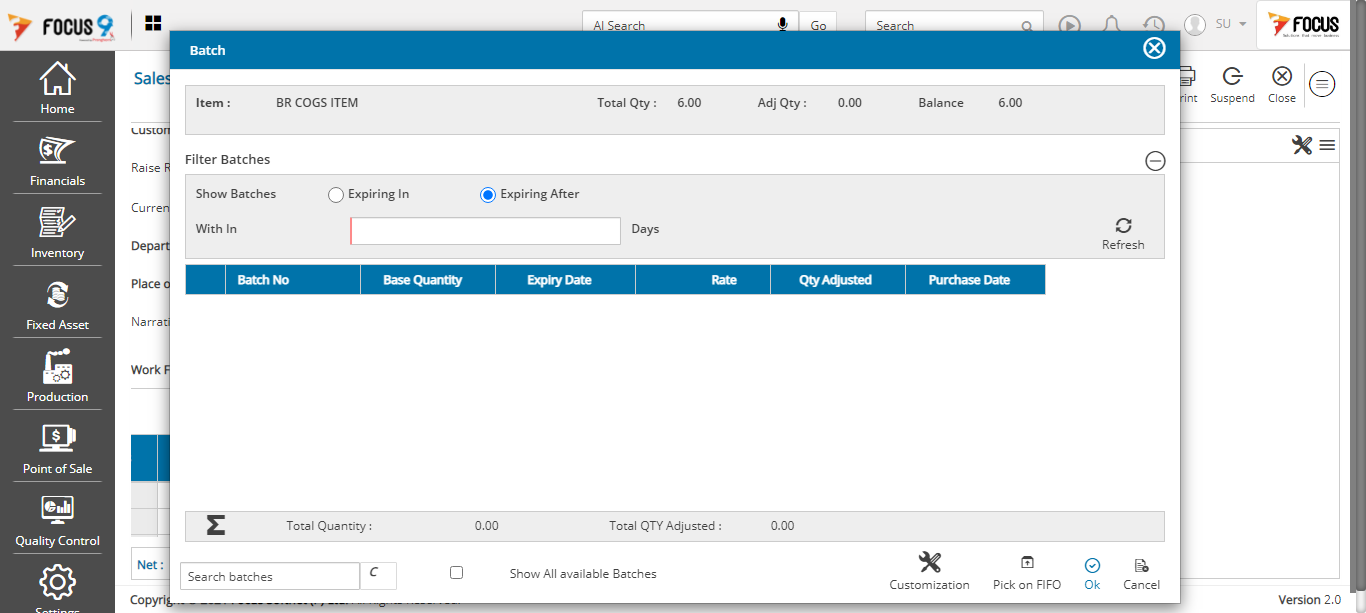 FOCUS 9
AI Search
Go
Search
SU
FOCUS
Batch
Home
Financials
Inventory
Fixed Asset
Production
Point of Sale
Quality Control
Settings
Sales
Suspend
Close
Item :
BR COGS ITEM
Total Qty :
6.00
Adj Qty :
0.00
Balance
6.00
Raise R
Curren
Depart
Place o
Narrati
Work F
Net :
Filter Batches
Show Batches
Expiring In
Expiring After
With In
Days
Refresh
Batch No
Base Quantity
Expiry Date
Rate
Qty Adjusted
Purchase Date
Σ
Total Quantity :
0.00
Total QTY Adjusted :
0.00
Search batches
C
Show All available Batches
Customization
Pick on FIFO
Ok
Cancel
Version 2.0